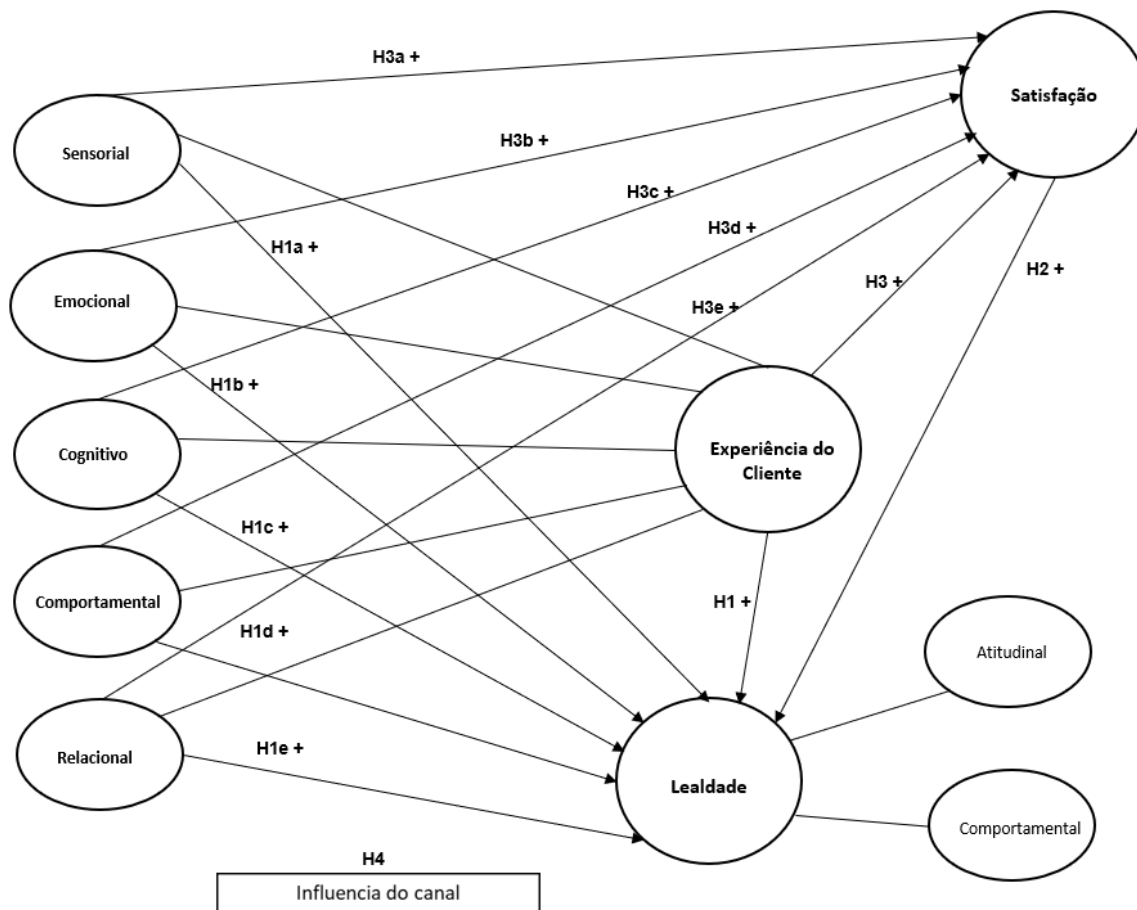 H3a +
Satisfação
Sensorial
H3b +
H3c +
H3d +
H1a +
H2 +
H3 +
Emocional
H3e +
H1b +
Experiência do
Cliente
Cognitivo
H1c +
Comportamental
H1 +
H1d +
Atitudinal
Relacional
H1e +
Lealdade
Comportamental
H4
Influencia do canal